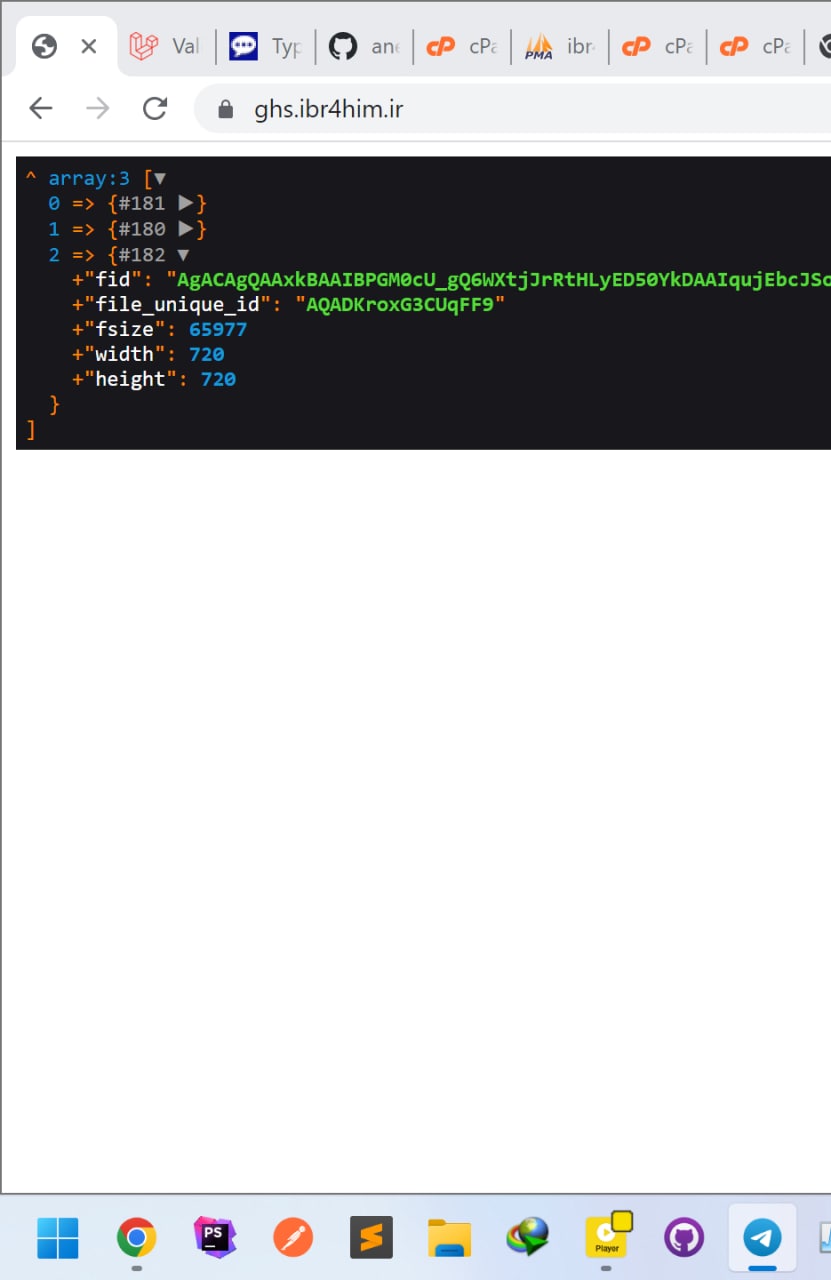 Val
Typ
ane
cPa
PMA
ibr
cPa
cPa
ghs.ibr4him.ir
^ array:3 [▼
0 => {#181 ▶}
1 => {#180 ▶}
2 => {#182 ▼
+"fid": "AgACAgQAAxkBAAIBPGM0cU_gQ6WXtjJrRtHLyED50YkDAAIqujEbcJSo
+"file_unique_id": "AQADKroxG3CUqFF9"
+"fsize": 65977
+"width": 720
+"height": 720
}
]
PS
Player